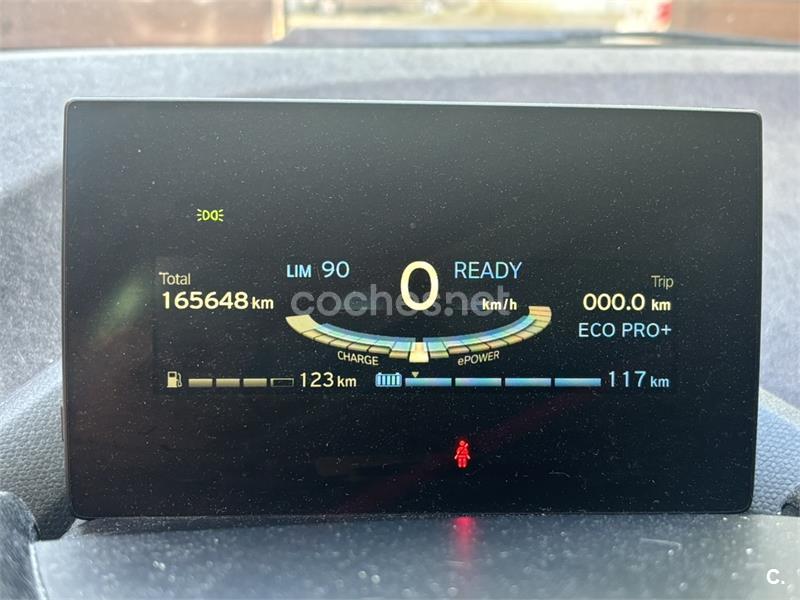 LIM 90
0
READY
Total
165648 km
km/h
Trip
000.0 km
ECO PRO+
CHARGE
ePOWER
123 km
117 km
coches.net
C.